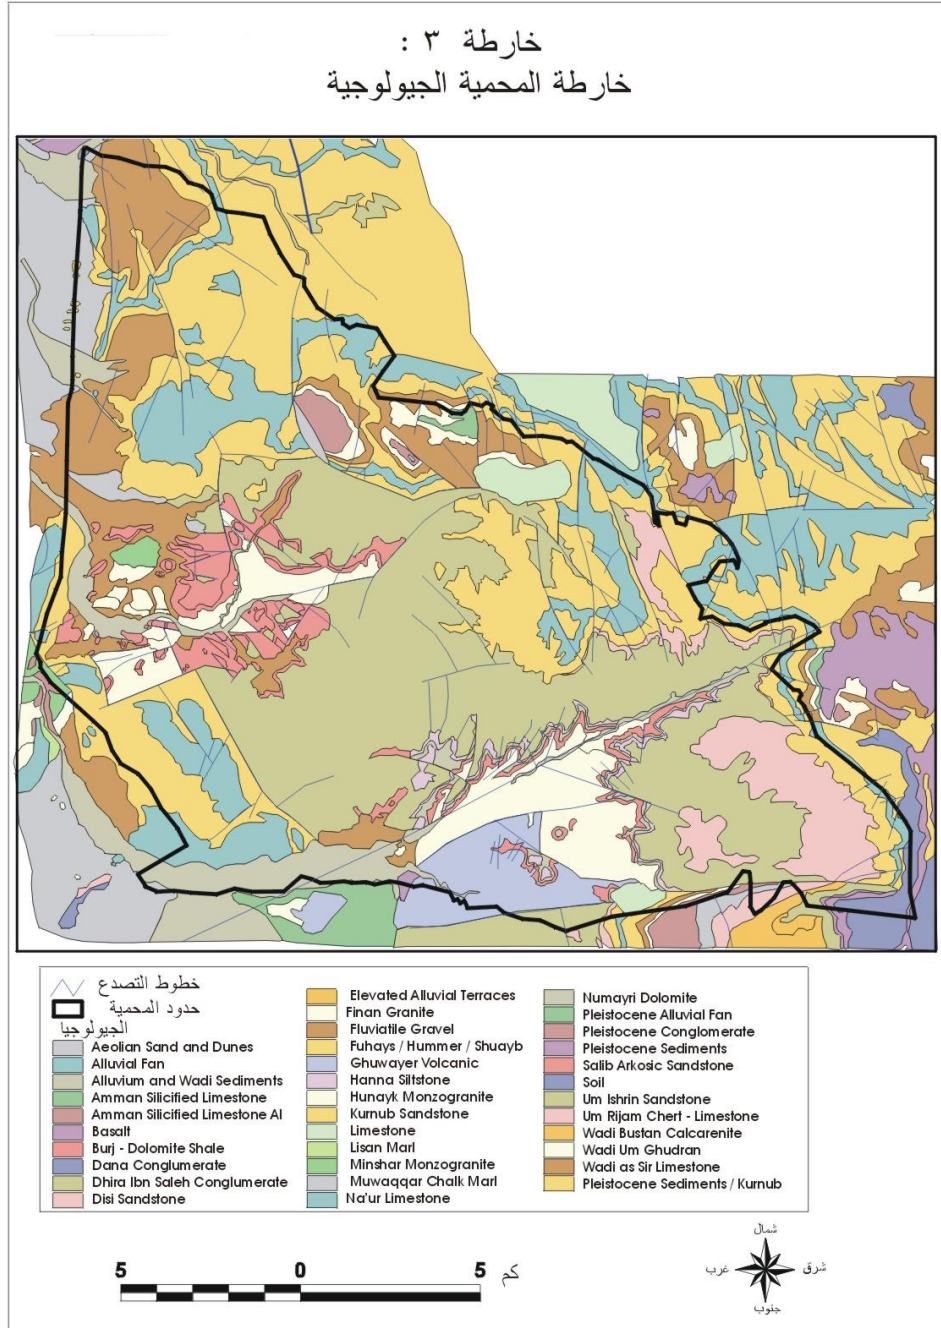 خارطة ٣ :
خارطة المحمية الجيولوجية
خطوط التصدع
حدود المحمية
الجيولوجيا
Aeolian Sand and Dunes
Alluvial Fan
Alluvium and Wadi Sediments
Amman Silicified Limestone
Amman Silicified Limestone Al
Basalt
Burj - Dolomite Shale
Dana Conglomerate
Dhira Ibn Saleh Conglomerate
Disi Sandstone
Elevated Alluvial Terraces
Finan Granite
Fluviatile Gravel
Fuhays / Hummer / Shuayb
Ghuwayer Volcanic
Hanna Siltstone
Hunayk Monzogranite
Kurnub Sandstone
Limestone
Lisan Marl
Minshar Monzogranite
Muwaqqar Chalk Marl
Na'ur Limestone
Numayri Dolomite
Pleistocene Alluvial Fan
Pleistocene Conglomerate
Pleistocene Sediments
Salib Arkosic Sandstone
Soil
Um Ishrin Sandstone
Um Rijam Chert - Limestone
Wadi Bustan Calcarenite
Wadi Um Ghudran
Wadi as Sir Limestone
Pleistocene Sediments / Kurnub
5 0 5 كم
شمال
شرق
غرب
جنوب